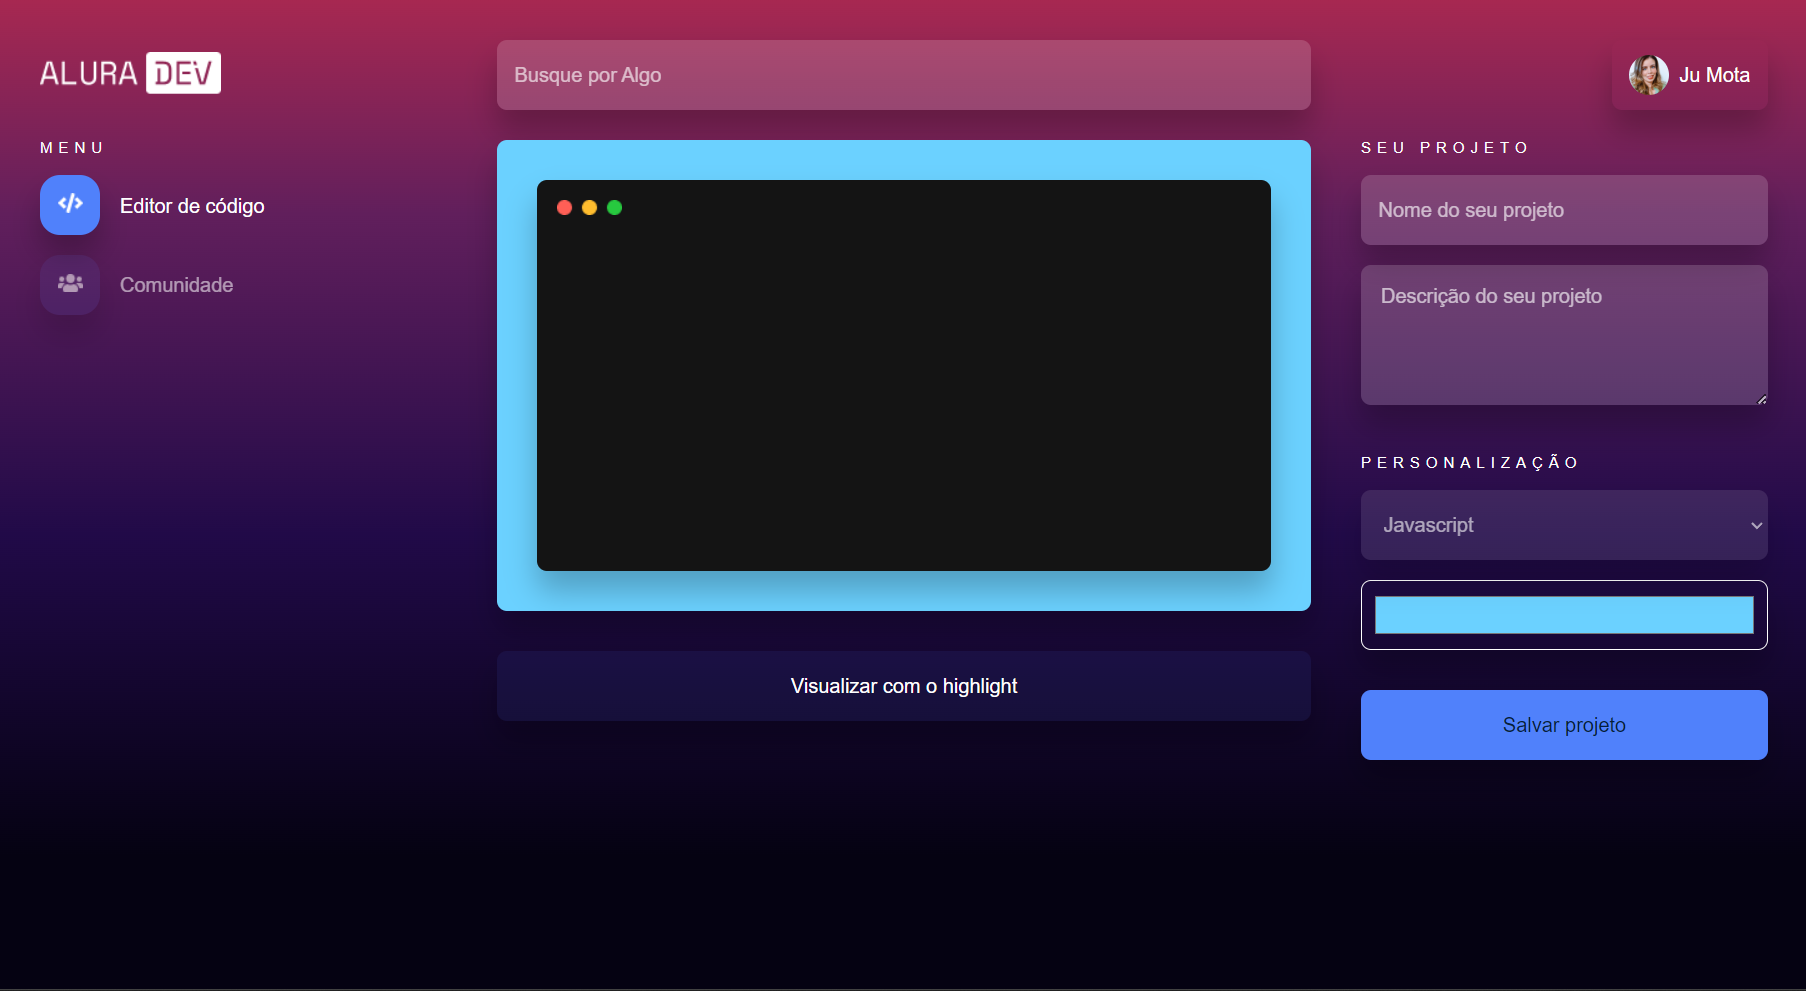 ALURA DEV
Busque por Algo
Ju Mota
MENU
Editor de código
Comunidade
SEU PROJETO
Nome do seu projeto
Descrição do seu projeto
PERSONALIZAÇÃO
Javascript
Visualizar com o highlight
Salvar projeto